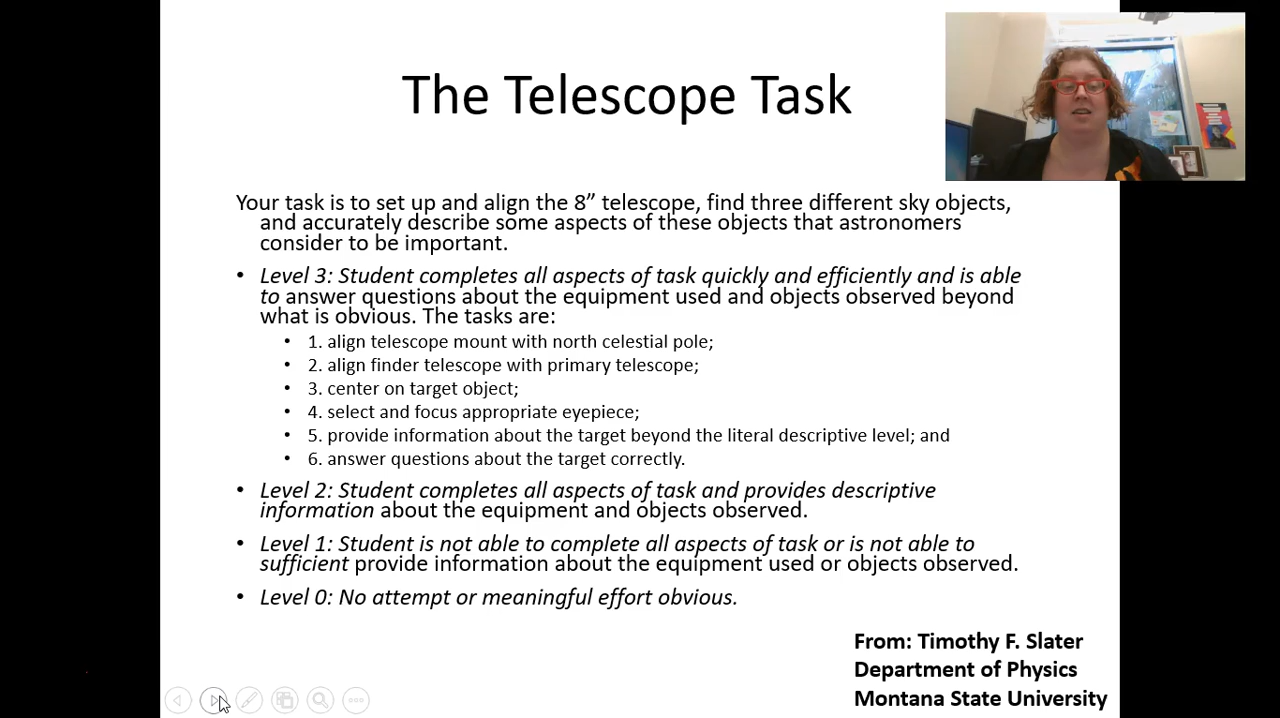 The Telescope Task
Your task is to set up and align the 8” telescope, find three different sky objects,
and accurately describe some aspects of these objects that astronomers
consider to be important.
• Level 3: Student completes all aspects of task quickly and efficiently and is able
to answer questions about the equipment used and objects observed beyond
what is obvious. The tasks are:
• 1. align telescope mount with north celestial pole;
• 2. align finder telescope with primary telescope;
• 3. center on target object;
• 4. select and focus appropriate eyepiece;
• 5. provide information about the target beyond the literal descriptive level; and
• 6. answer questions about the target correctly.
• Level 2: Student completes all aspects of task and provides descriptive
information about the equipment and objects observed.
• Level 1: Student is not able to complete all aspects of task or is not able to
sufficient provide information about the equipment used or objects observed.
• Level 0: No attempt or meaningful effort obvious.
From: Timothy F. Slater
Department of Physics
Montana State University